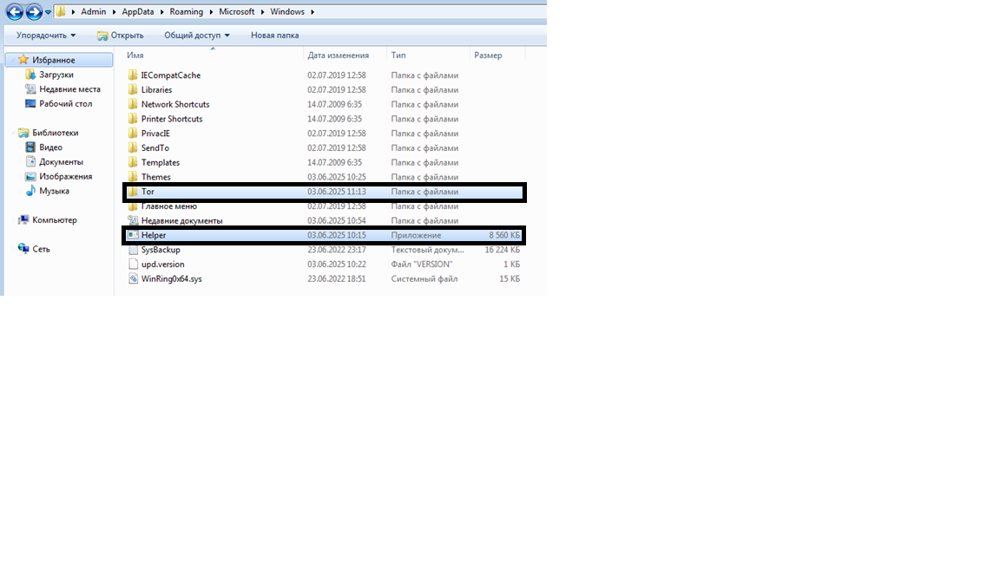 Admin AppData Roaming Microsoft Windows
Упорядочить Открыть Общий доступ Новая папка
Избранное
Загрузки
Недавние места
Рабочий стол
Библиотеки
Видео
Документы
Изображения
Музыка
Компьютер
Сеть
Имя Дата изменения Тип Размер
IECompatCache 02.07.2019 12:58 Папка с файлами
Libraries 02.07.2019 12:58 Папка с файлами
Network Shortcuts 14.07.2009 6:35 Папка с файлами
Printer Shortcuts 14.07.2009 6:35 Папка с файлами
PrivacIE 02.07.2019 12:58 Папка с файлами
SendTo 02.07.2019 12:58 Папка с файлами
Templates 14.07.2009 6:35 Папка с файлами
Themes 03.06.2025 10:25 Папка с файлами
Tor 03.06.2025 11:13 Папка с файлами
Главное меню 02.07.2019 12:58 Папка с файлами
Недавние документы 03.06.2025 10:54 Папка с файлами
Helper 03.06.2025 10:15 Приложение 8 560 КБ
SysBackup 23.06.2022 23:17 Текстовый докум... 16 224 КБ
upd.version 03.06.2025 10:22 Файл "VERSION" 1 КБ
WinRing0x64.sys 23.06.2022 18:51 Системный файл 15 КБ